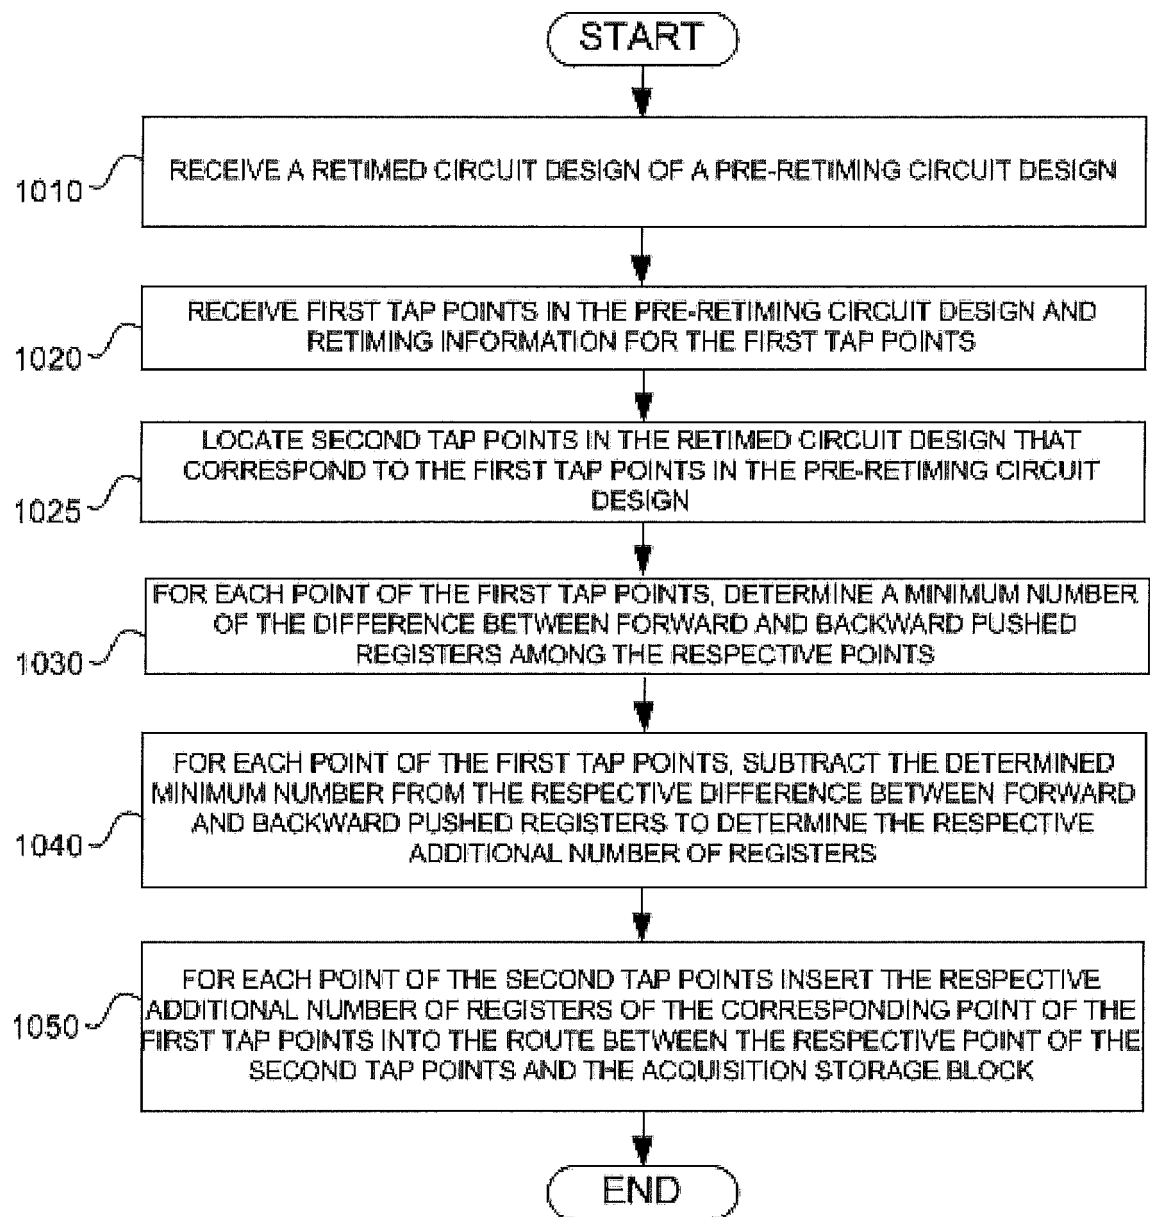 START
1010
RECEIVE A RETIMED CIRCUIT DESIGN OF A PRE-RETIMING CIRCUIT DESIGN
1020
RECEIVE FIRST TAP POINTS IN THE PRE-RETIMING CIRCUIT DESIGN AND
RETIMING INFORMATION FOR THE FIRST TAP POINTS
1025
LOCATE SECOND TAP POINTS IN THE RETIMED CIRCUIT DESIGN THAT
CORRESPOND TO THE FIRST TAP POINTS IN THE PRE-RETIMING CIRCUIT
DESIGN
1030
FOR EACH POINT OF THE FIRST TAP POINTS, DETERMINE A MINIMUM NUMBER
OF THE DIFFERENCE BETWEEN FORWARD AND BACKWARD PUSHED
REGISTERS AMONG THE RESPECTIVE POINTS
1040
FOR EACH POINT OF THE FIRST TAP POINTS, SUBTRACT THE DETERMINED
MINIMUM NUMBER FROM THE RESPECTIVE DIFFERENCE BETWEEN FORWARD
AND BACKWARD PUSHED REGISTERS TO DETERMINE THE RESPECTIVE
ADDITIONAL NUMBER OF REGISTERS
1050
FOR EACH POINT OF THE SECOND TAP POINTS INSERT THE RESPECTIVE
ADDITIONAL NUMBER OF REGISTERS OF THE CORRESPONDING POINT OF THE
FIRST TAP POINTS INTO THE ROUTE BETWEEN THE RESPECTIVE POINT OF THE
SECOND TAP POINTS AND THE ACQUISITION STORAGE BLOCK
END